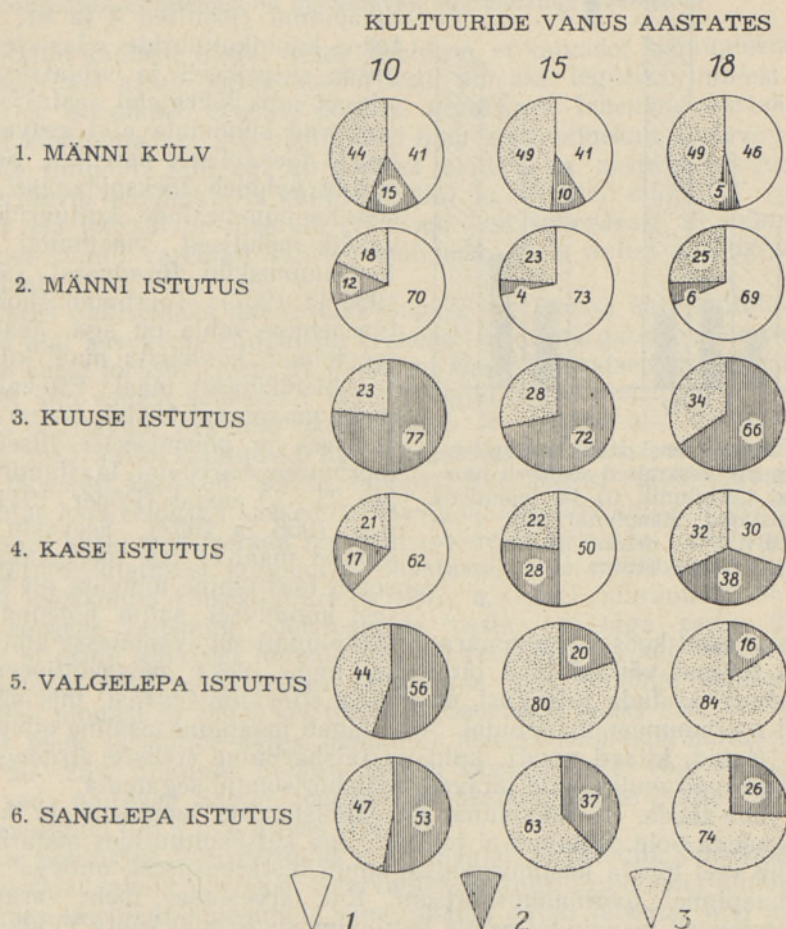 KULTUURIDE VANUS AASTATES
10 15 18
1. MÄNNI KÜLV
44 41 15
49 41 10
49 46 5
2. MÄNNI ISTUTUS
18 12 70
23 4 73
25 6 69
3. KUUSE ISTUTUS
23 77
28 72
34 66
4. KASE ISTUTUS
21 17 62
22 28 50
32 30 38
5. VALGELEPA ISTUTUS
44 56
20 80
16 84
6. SANGLEPA ISTUTUS
47 53
37 63
26 74
1 2 3